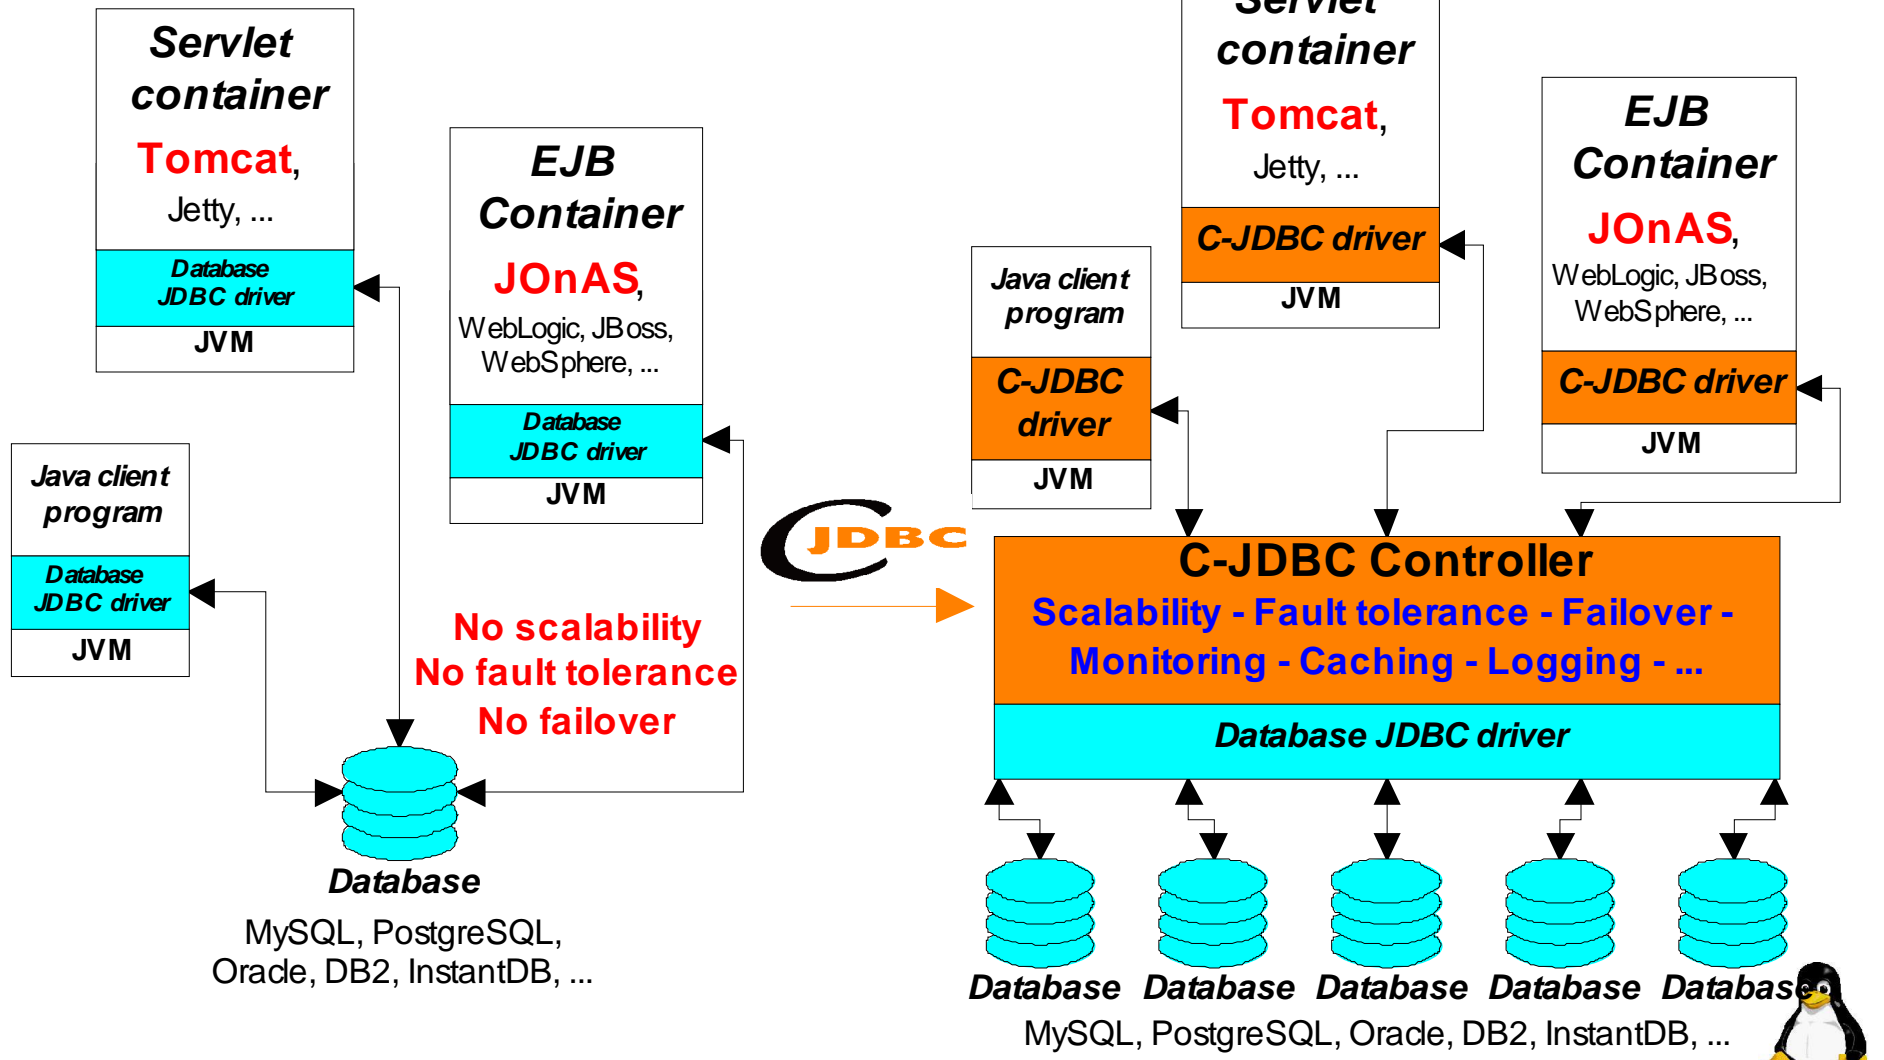 Servlet
container
Tomcat,
Jetty, ...
Database
JDBC driver
JVM
EJB
Container
JOnAS,
WebLogic, JBoss,
WebSphere, ...
Database
JDBC driver
JVM
Java client
program
Database
JDBC driver
JVM
No scalability
No fault tolerance
No failover
Database
MySQL, PostgreSQL,
Oracle, DB2, InstantDB, ...
C JDBC
Servlet
container
Tomcat,
Jetty, ...
C-JDBC driver
JVM
EJB
Container
JOnAS,
WebLogic, JBoss,
WebSphere, ...
C-JDBC driver
JVM
Java client
program
C-JDBC
driver
JVM
C-JDBC Controller
Scalability - Fault tolerance - Failover -
Monitoring - Caching - Logging - ...
Database JDBC driver
Database Database Database Database Databas
MySQL, PostgreSQL, Oracle, DB2, InstantDB, ...